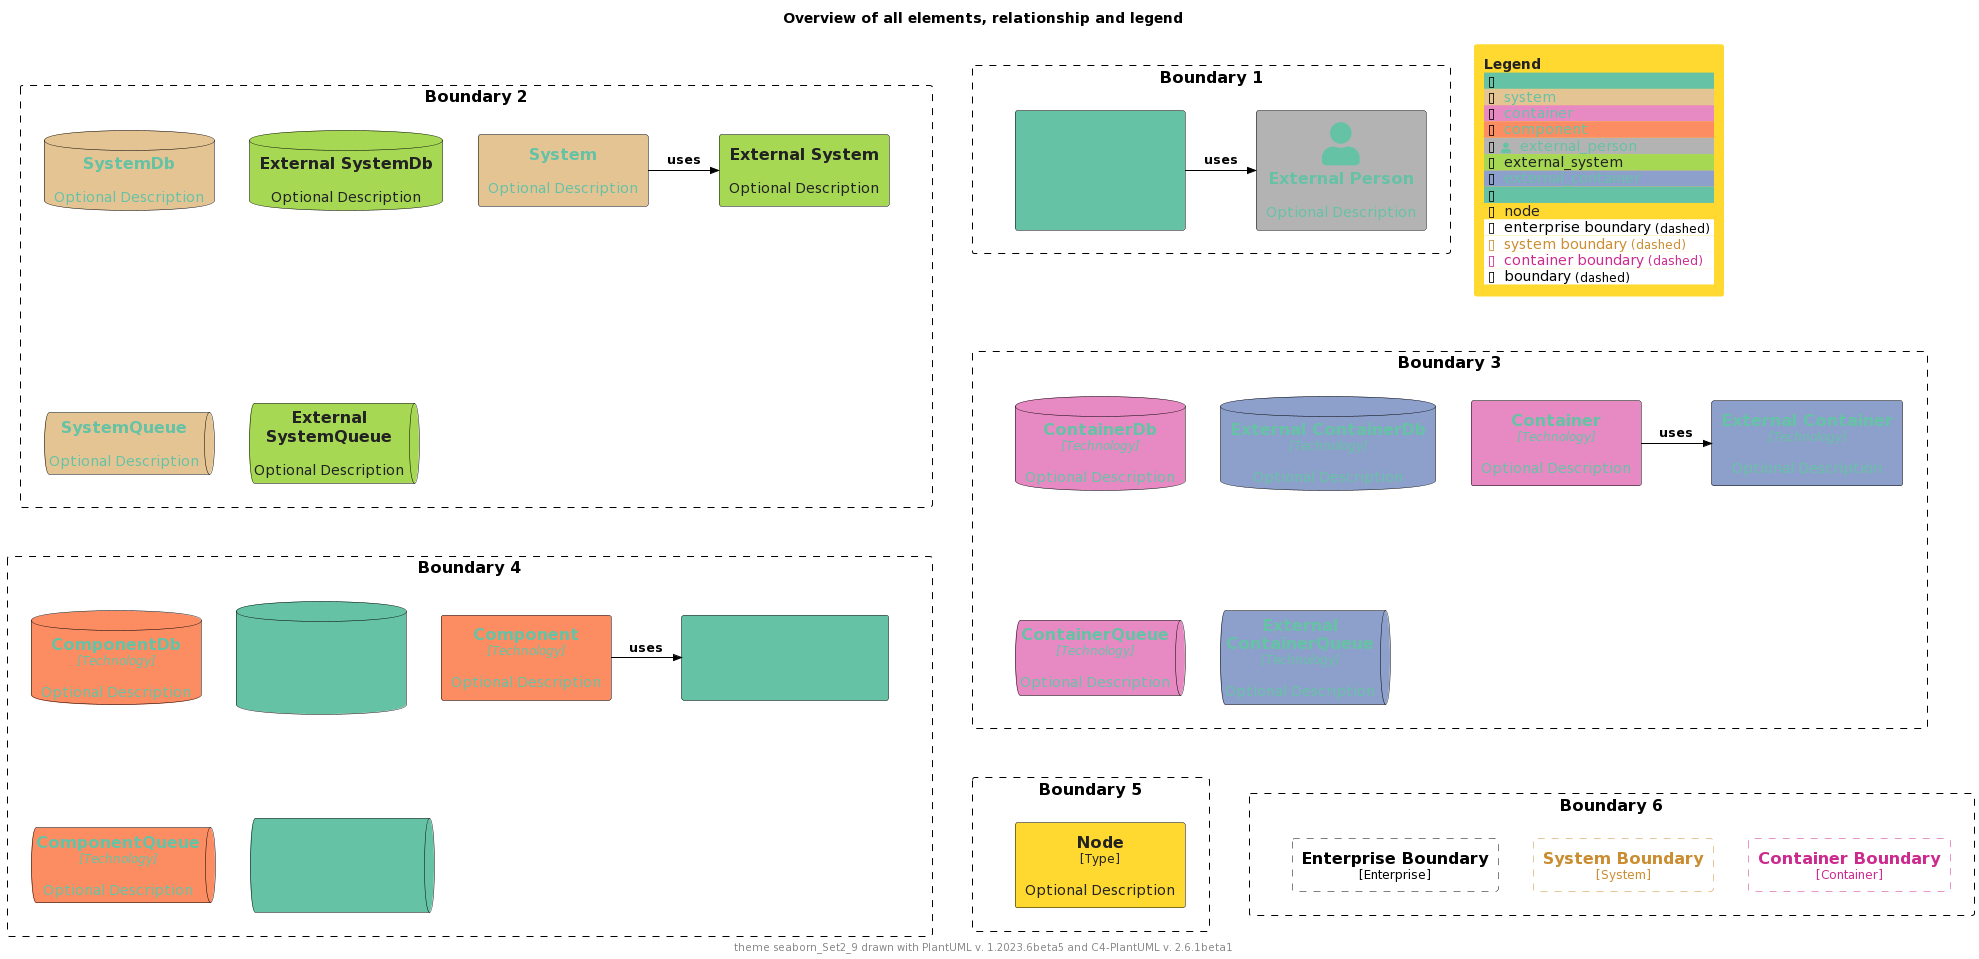 Overview of all elements, relationship and legend
Boundary 2
SystemDb
Optional Description
External SystemDb
Optional Description
System
Optional Description
uses
External System
Optional Description
SystemQueue
Optional Description
External
SystemQueue
Optional Description
Boundary 1
uses
External Person
Optional Description
Legend
system
container
component
external_person
external_system
external_container
node
enterprise boundary (dashed)
system boundary (dashed)
container boundary (dashed)
boundary (dashed)
Boundary 3
ContainerDb
[Technology]
Optional Description
External ContainerDb
[Technology]
Optional Description
Container
[Technology]
Optional Description
uses
External Container
[Technology]
Optional Description
ContainerQueue
[Technology]
Optional Description
External
ContainerQueue
[Technology]
Optional Description
Boundary 4
ComponentDb
[Technology]
Optional Description
Component
[Technology]
Optional Description
uses
ComponentQueue
[Technology]
Optional Description
Boundary 5
Node
[Type]
Optional Description
Boundary 6
Enterprise Boundary
[Enterprise]
System Boundary
[System]
Container Boundary
[Container]
theme seaborn_Set2_9 drawn with PlantUML v. 1.2023.6beta5 and C4-PlantUML v. 2.6.1beta1